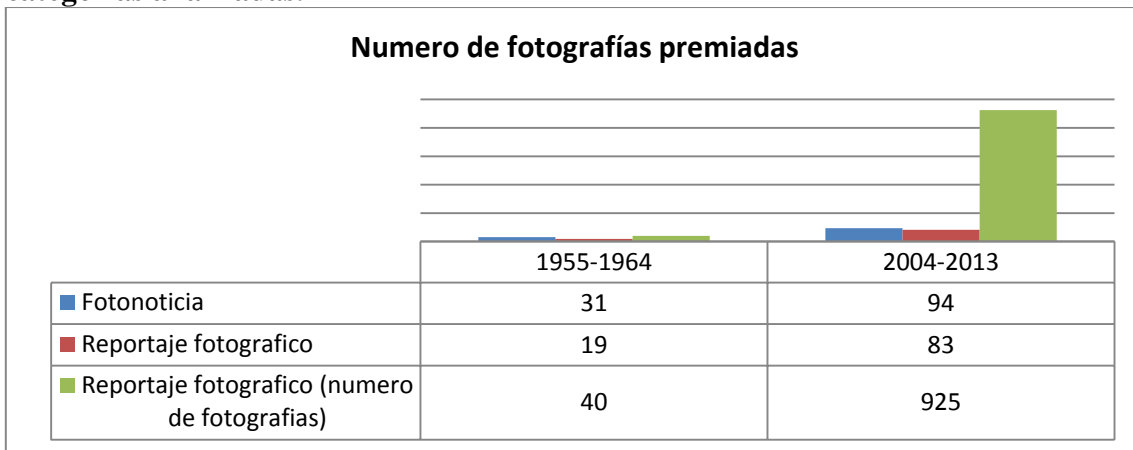 Numero de fotografías premiadas
1955-1964 2004-2013
Fotonoticia 31 94
Reportaje fotografico 19 83
Reportaje fotografico (numero
de fotografias) 40 925